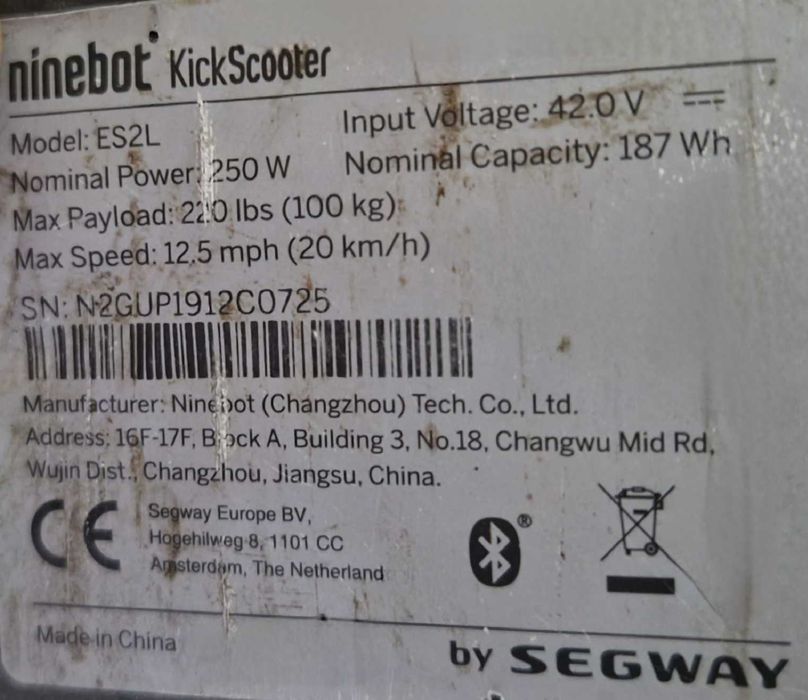 ninebot KickScooter
Model: ES2L
Input Voltage: 42.0 V
Nominal Power: 250 W
Nominal Capacity: 187 Wh
Max Payload: 220 lbs (100 kg)
Max Speed: 12.5 mph (20 km/h)
SN: N2GUP1912C0725
Manufacturer: Ninebot (Changzhou) Tech. Co., Ltd.
Address: 16F-17F, Block A, Building 3, No.18, Changwu Mid Rd,
Wujin Dist., Changzhou, Jiangsu, China.
CE
Segway Europe BV,
Hogehilweg 8, 1101 CC
Amsterdam, The Netherland
®
Made in China
by SEGWAY